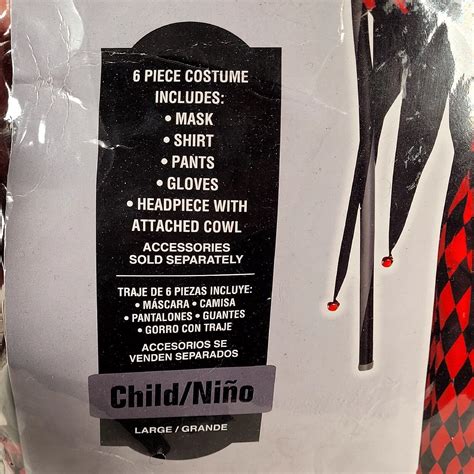 6 PIECE COSTUME
INCLUDES:
• MASK
• SHIRT
• PANTS
• GLOVES
• HEADPIECE WITH
ATTACHED COWL
ACCESSORIES
SOLD SEPARATELY
TRAJE DE 6 PIEZAS INCLUYE:
• MÁSCARA • CAMISA
• PANTALONES • GUANTES
• GORRO CON TRAJE
ACCESORIOS SE
VENDEN SEPARADOS
Child/Niño
LARGE / GRANDE